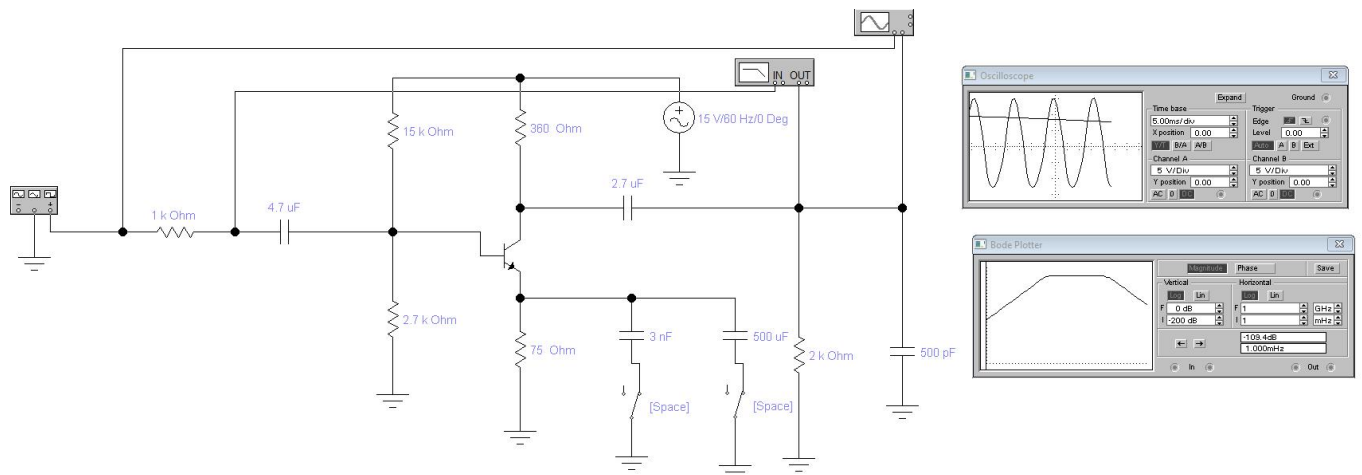 IN OUT
15 k Ohm
360 Ohm
15 V/60 Hz/0 Deg
2.7 uF
1 k Ohm
4.7 uF
2.7 k Ohm
75 Ohm
3 nF
500 uF
2 k Ohm
500 pF
[Space]
[Space]
Oscilloscope
Expand
Ground
Time base
Trigger
5.00ms/div
Edge
X position 0.00
Level 0.00
Y/T B/A A/B
Auto A B Ext
Channel A
Channel B
5 V/Div
5 V/Div
Y position 0.00
Y position 0.00
AC 0 DC
AC 0 DC
Bode Plotter
Magnitude
Phase
Save
Vertical
Horizontal
Log Lin
Log Lin
F 0 dB
F 1 GHz
I -200 dB
I 1 mHz
-109.4dB
1.000mHz
In
Out